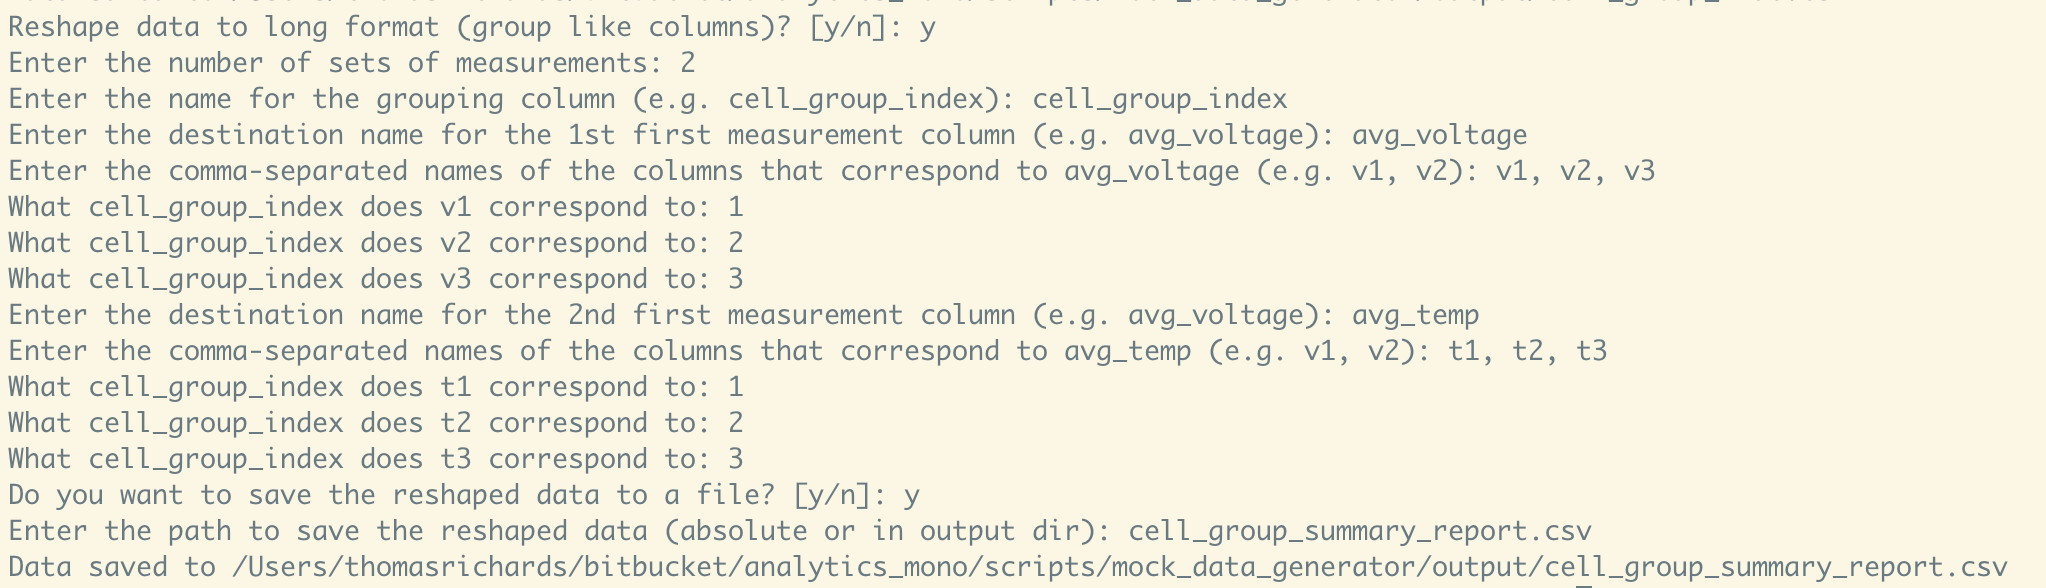 Reshape data to long format (group like columns)? [y/n]: y
Enter the number of sets of measurements: 2
Enter the name for the grouping column (e.g. cell_group_index): cell_group_index
Enter the destination name for the 1st first measurement column (e.g. avg_voltage): avg_voltage
Enter the comma-separated names of the columns that correspond to avg_voltage (e.g. v1, v2): v1, v2, v3
What cell_group_index does v1 correspond to: 1
What cell_group_index does v2 correspond to: 2
What cell_group_index does v3 correspond to: 3
Enter the destination name for the 2nd first measurement column (e.g. avg_voltage): avg_temp
Enter the comma-separated names of the columns that correspond to avg_temp (e.g. v1, v2): t1, t2, t3
What cell_group_index does t1 correspond to: 1
What cell_group_index does t2 correspond to: 2
What cell_group_index does t3 correspond to: 3
Do you want to save the reshaped data to a file? [y/n]: y
Enter the path to save the reshaped data (absolute or in output dir): cell_group_summary_report.csv
Data saved to /Users/thomasrichards/bitbucket/analytics_mono/scripts/mock_data_generator/output/cell_group_summary_report.csv